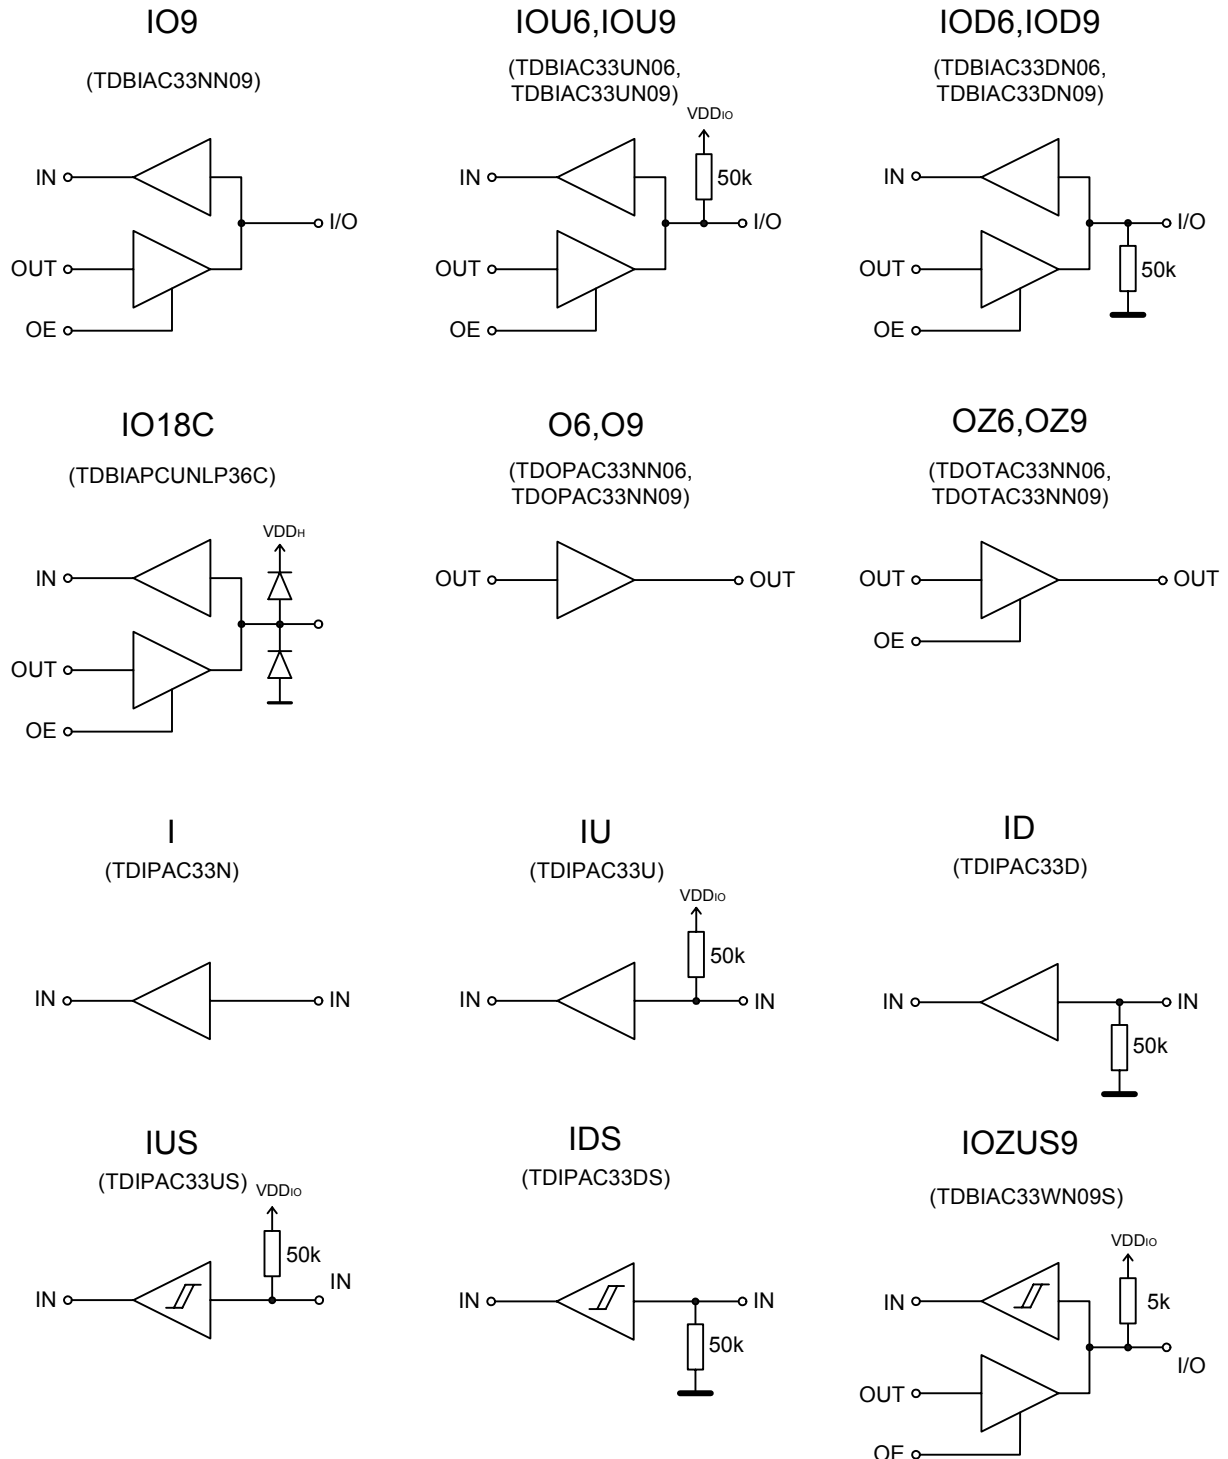 IO9
(TDBIAC33NN09)
IN
I/O
OUT
OE
IOU6,IOU9
(TDBIAC33UN06,
TDBIAC33UN09)
VDDIO
50k
IN
I/O
OUT
OE
IOD6,IOD9
(TDBIAC33DN06,
TDBIAC33DN09)
IN
I/O
OUT
50k
OE
IO18C
(TDBIAPCUNLP36C)
VDDH
IN
OUT
OE
O6,O9
(TDOPAC33NN06,
TDOPAC33NN09)
OUT
OUT
OZ6,OZ9
(TDOTAC33NN06,
TDOTAC33NN09)
OUT
OUT
OE
I
(TDIPAC33N)
IN
IN
IU
(TDIPAC33U)
VDDIO
50k
IN
IN
ID
(TDIPAC33D)
IN
IN
50k
IUS
(TDIPAC33US)
VDDIO
50k
IN
IN
IDS
(TDIPAC33DS)
IN
IN
50k
IOZUS9
(TDBIAC33WN09S)
VDDIO
IN
5k
I/O
OUT
OE